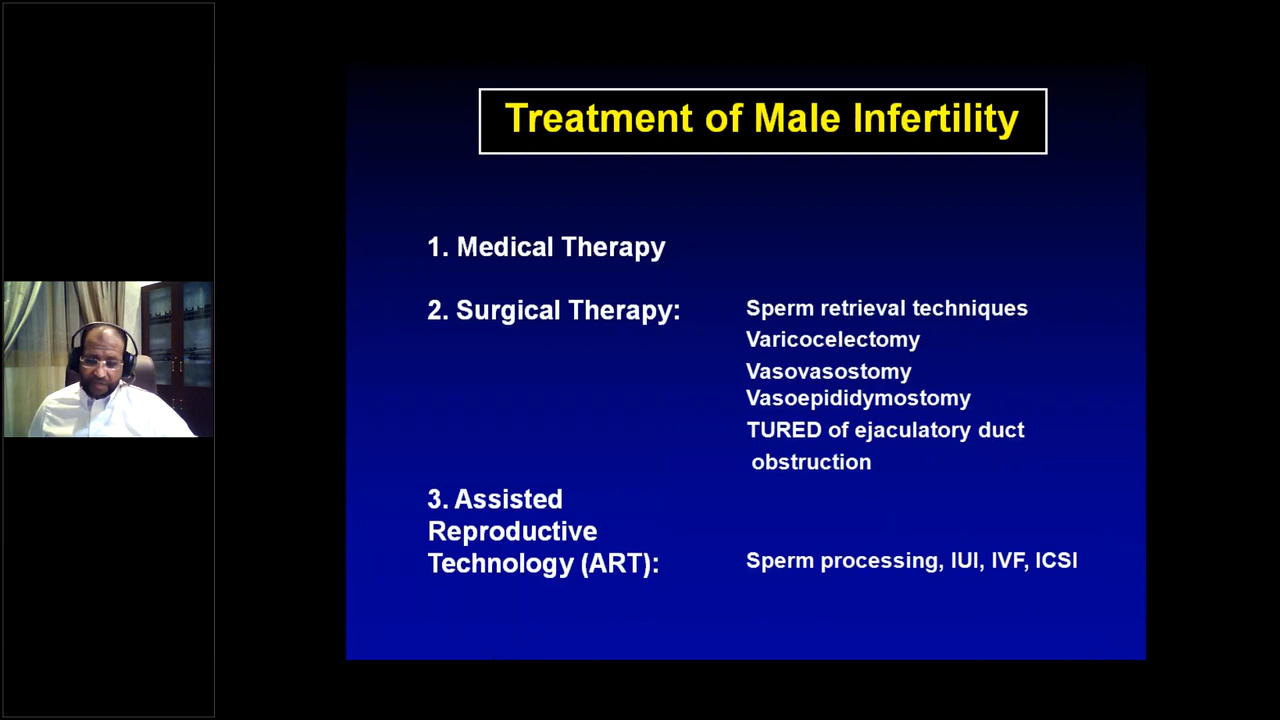 Treatment of Male Infertility
1. Medical Therapy
2. Surgical Therapy:
Sperm retrieval techniques
Varicocelectomy
Vasovasostomy
Vasoepididymostomy
TURED of ejaculatory duct
obstruction
3. Assisted
Reproductive
Technology (ART):
Sperm processing, IUI, IVF, ICSI